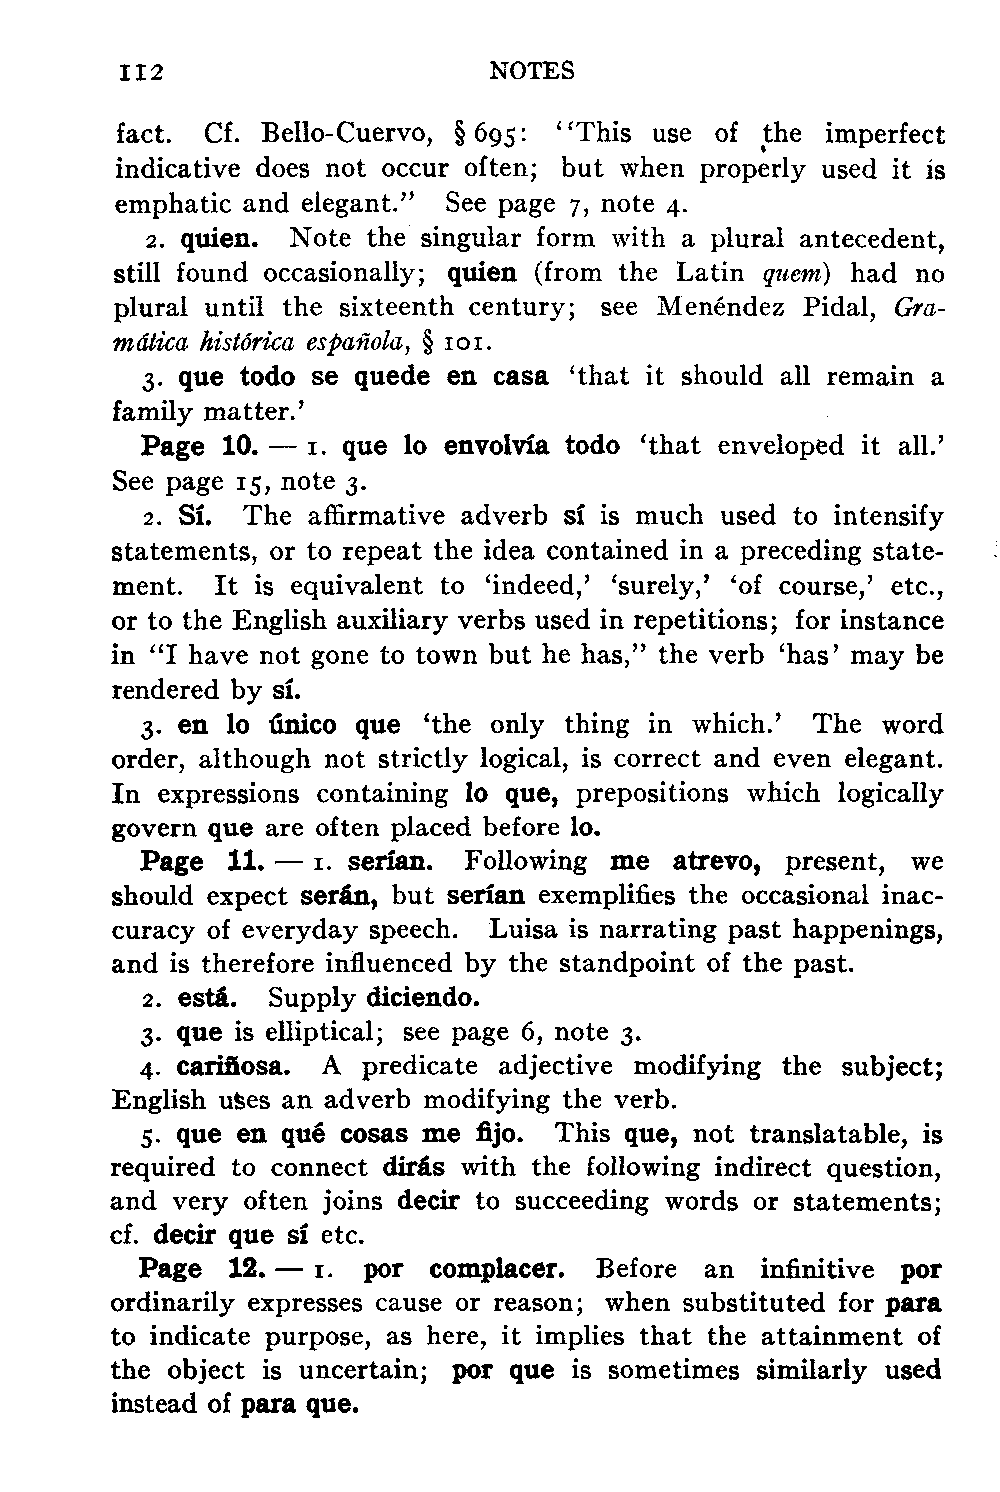 112 NOTES
fact. Cf. Bello-Cuervo, § 695: “This use of the imperfect
indicative does not occur often; but when properly used it is
emphatic and elegant.” See page 7, note 4.
2. quien. Note the singular form with a plural antecedent,
still found occasionally; quien (from the Latin quem) had no
plural until the sixteenth century; see Menéndez Pidal, Gra-
mática histórica española, § 101.
3. que todo se quede en casa ‘that it should all remain a
family matter.’
Page 10. — 1. que lo envolvía todo ‘that enveloped it all.’
See page 15, note 3.
2. Sí. The affirmative adverb sí is much used to intensify
statements, or to repeat the idea contained in a preceding state-
ment. It is equivalent to ‘indeed,’ ‘surely,’ ‘of course,’ etc.,
or to the English auxiliary verbs used in repetitions; for instance
in “I have not gone to town but he has,” the verb ‘has’ may be
rendered by sí.
3. en lo único que ‘the only thing in which.’ The word
order, although not strictly logical, is correct and even elegant.
In expressions containing lo que, prepositions which logically
govern que are often placed before lo.
Page 11. — 1. serían. Following me atrevo, present, we
should expect serán, but serían exemplifies the occasional inac-
curacy of everyday speech. Luisa is narrating past happenings,
and is therefore influenced by the standpoint of the past.
2. está. Supply diciendo.
3. que is elliptical; see page 6, note 3.
4. cariñosa. A predicate adjective modifying the subject;
English uses an adverb modifying the verb.
5. que en qué cosas me fijo. This que, not translatable, is
required to connect dirás with the following indirect question,
and very often joins decir to succeeding words or statements;
cf. decir que sí etc.
Page 12. — 1. por complacer. Before an infinitive por
ordinarily expresses cause or reason; when substituted for para
to indicate purpose, as here, it implies that the attainment of
the object is uncertain; por que is sometimes similarly used
instead of para que.